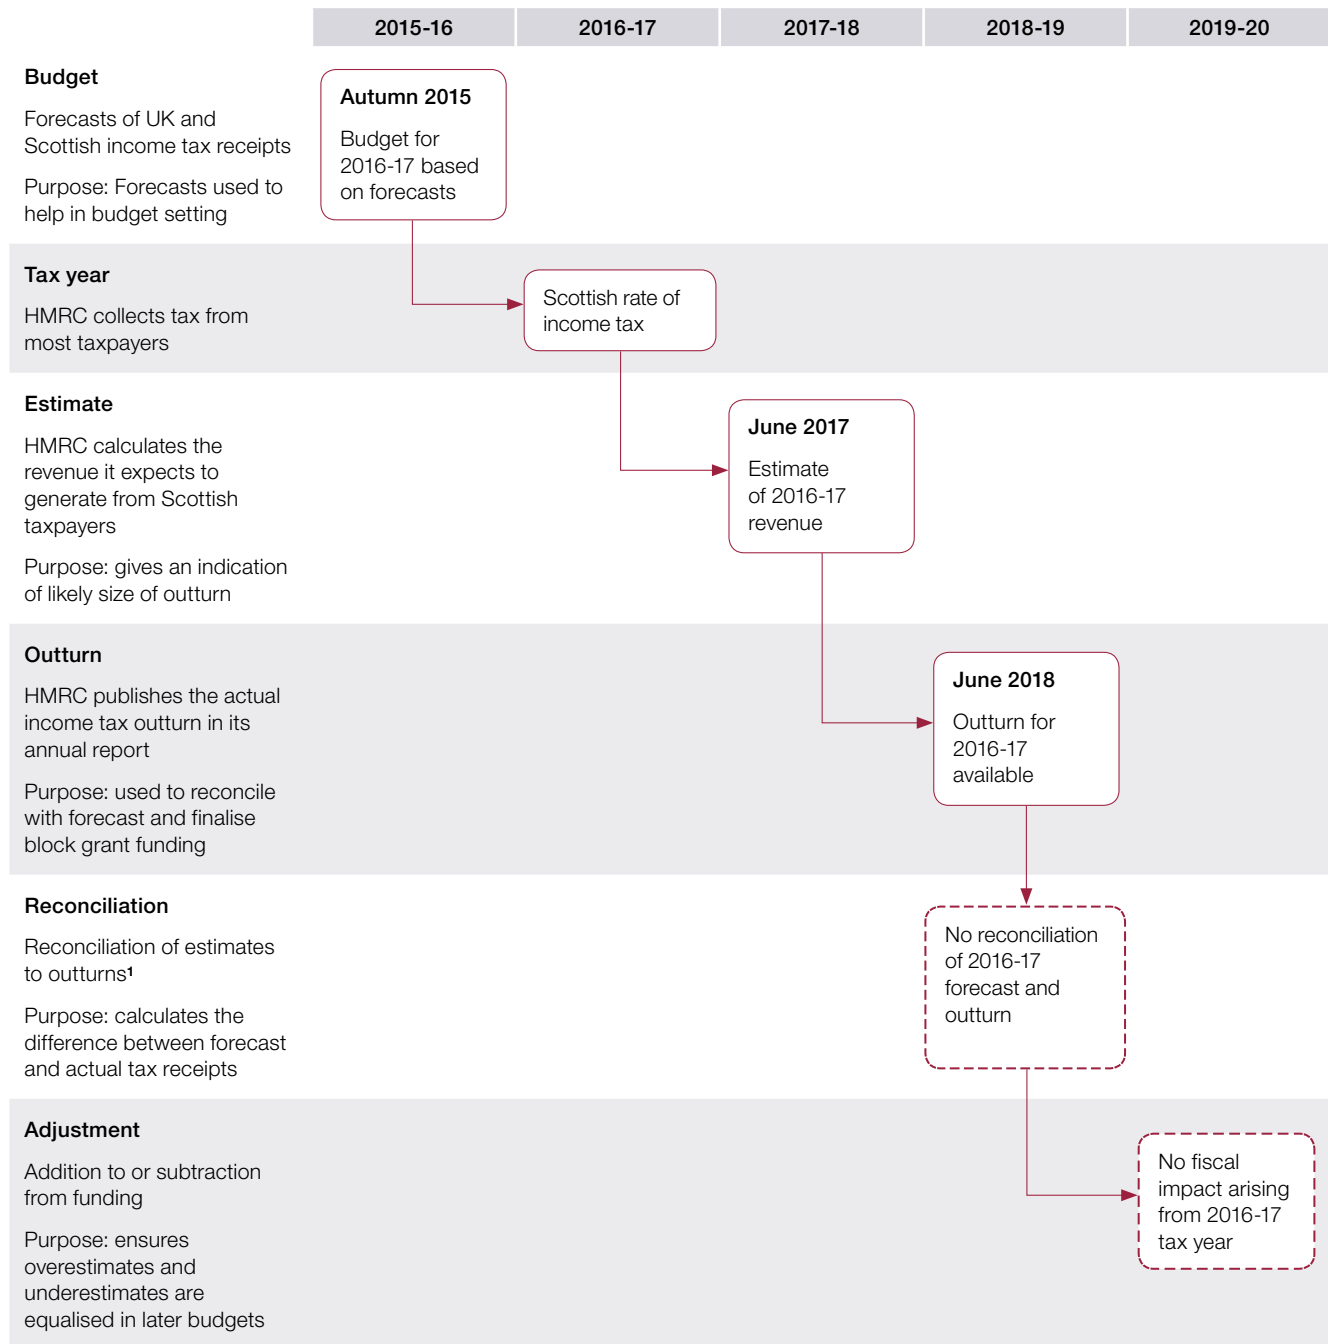 2015-16 2016-17 2017-18 2018-19 2019-20
Budget
Forecasts of UK and
Scottish income tax receipts
Purpose: Forecasts used to
help in budget setting
Autumn 2015
Budget for
2016-17 based
on forecasts
Tax year
HMRC collects tax from
most taxpayers
Scottish rate of
income tax
Estimate
HMRC calculates the
revenue it expects to
generate from Scottish
taxpayers
Purpose: gives an indication
of likely size of outturn
June 2017
Estimate
of 2016-17
revenue
Outturn
HMRC publishes the actual
income tax outturn in its
annual report
Purpose: used to reconcile
with forecast and finalise
block grant funding
June 2018
Outturn for
2016-17
available
Reconciliation
Reconciliation of estimates
to outturns¹
Purpose: calculates the
difference between forecast
and actual tax receipts
No reconciliation
of 2016-17
forecast and
outturn
Adjustment
Addition to or subtraction
from funding
Purpose: ensures
overestimates and
underestimates are
equalised in later budgets
No fiscal
impact arising
from 2016-17
tax year